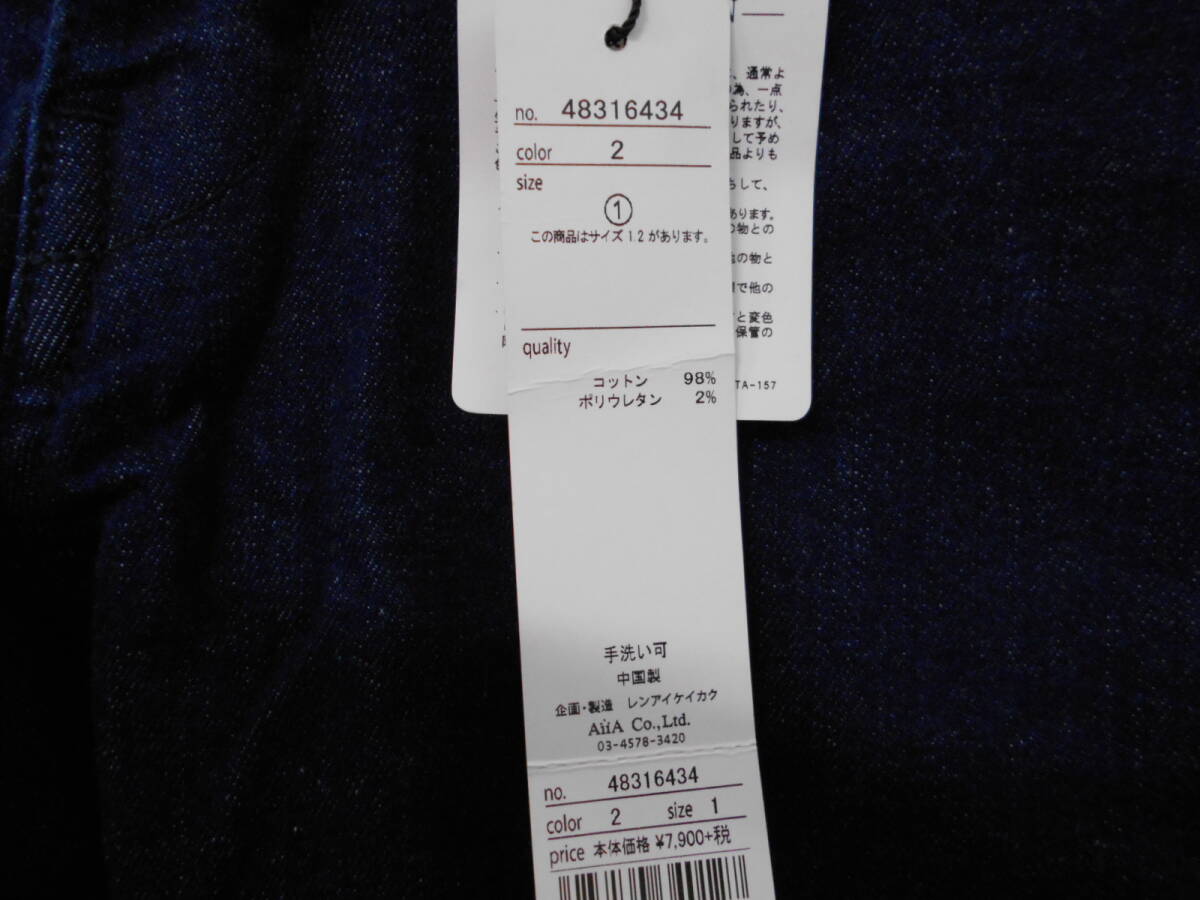 no. 48316434
color 2
size
①
この商品はサイズ 1 2 があります。
quality
コットン 98%
ポリウレタン 2%
手洗い可
中国製
企画・製造 レンアイケイカク
AïïA Co.,Ltd.
03-4578-3420
no. 48316434
color 2 size 1
price 本体価格 ¥7,900+税
、通常よ
為、一点
られたり、
りますが、
して予め
品よりも
して、
あります。
の物との
他の物と
で他の
と変色
保管の
TA-157